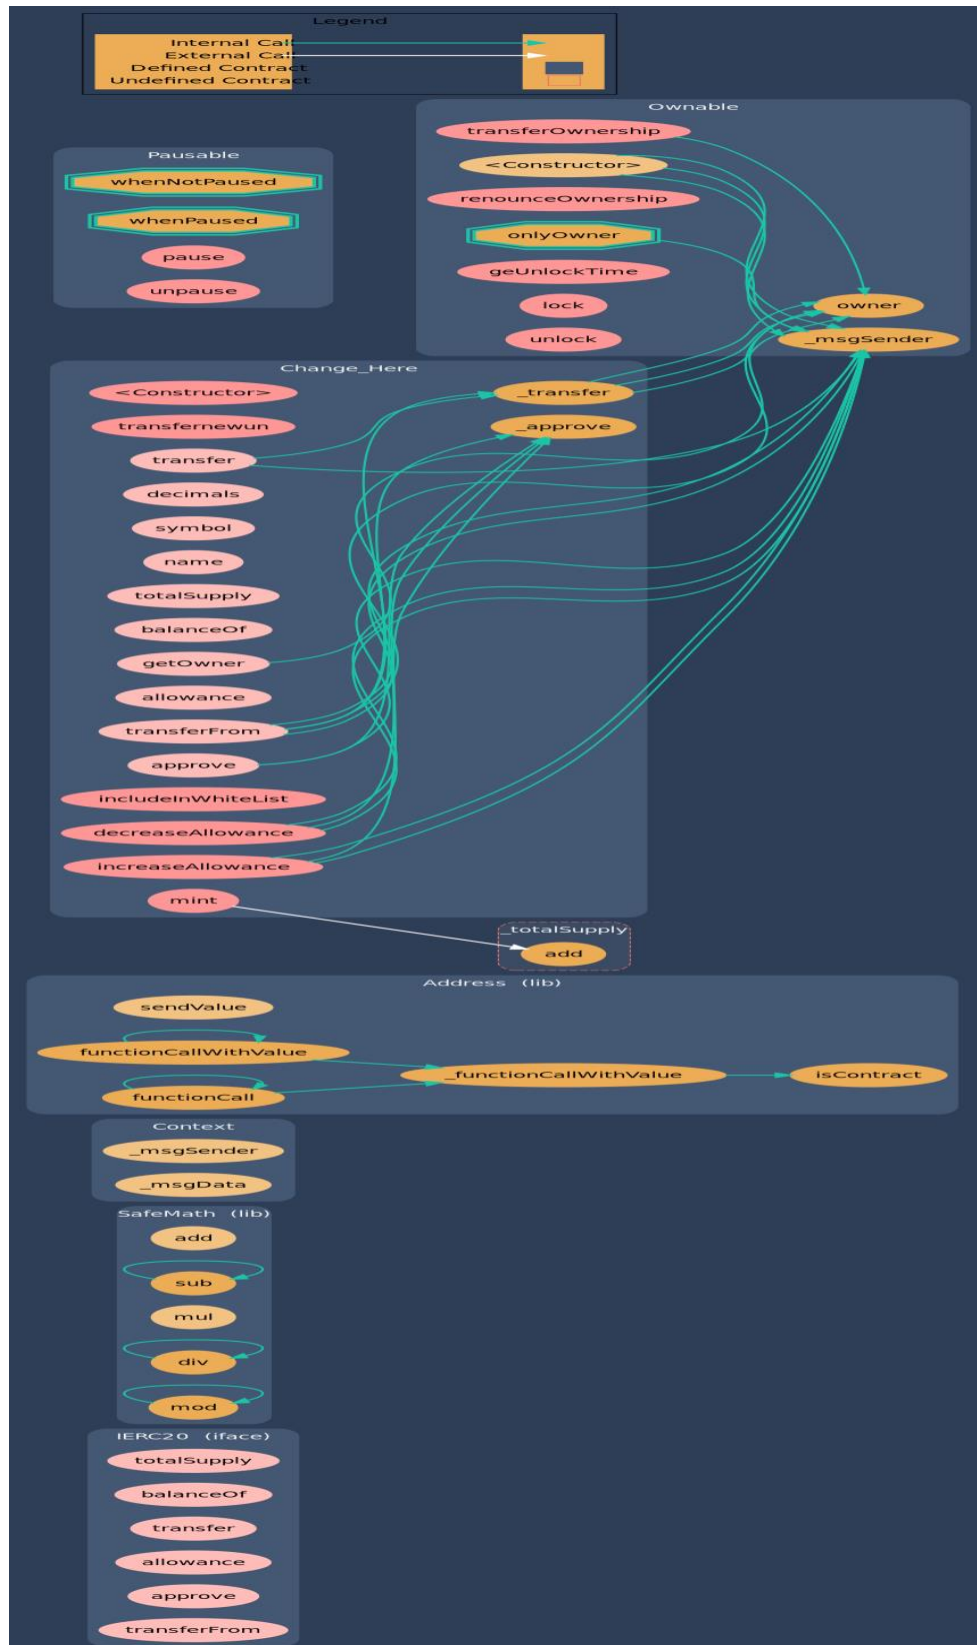 Legend
Internal Call
External Call
Defined Contract
Undefined Contract
Ownable
transferOwnership
<Constructor>
renounceOwnership
onlyOwner
geUnlockTime
lock
unlock
owner
_msgSender
Pausable
whenNotPaused
whenPaused
pause
unpause
Change_Here
<Constructor>
transfernewun
transfer
decimals
symbol
name
totalSupply
balanceOf
getOwner
allowance
transferFrom
approve
includeInWhiteList
decreaseAllowance
increaseAllowance
mint
_transfer
_approve
_totalSupply
add
Address (lib)
sendValue
functionCallWithValue
functionCall
_functionCallWithValue
isContract
Context
_msgSender
_msgData
SafeMath (lib)
add
sub
mul
div
mod
IERC20 (iface)
totalSupply
balanceOf
transfer
allowance
approve
transferFrom